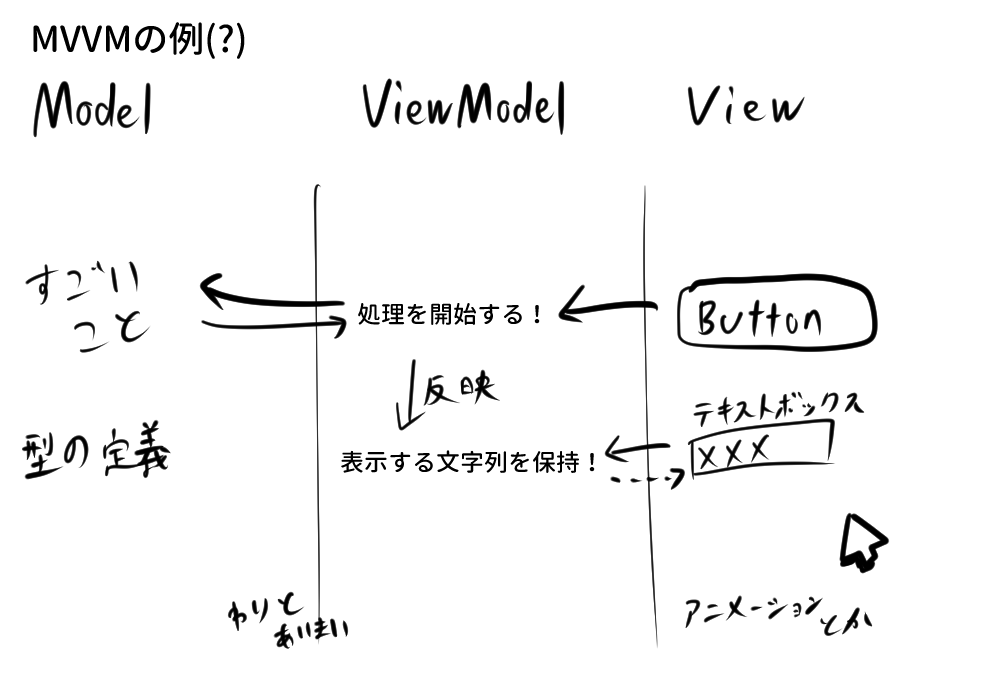 MVVMの例(?)
Model
ViewModel
View
すごい
こと
処理を開始する！
Button
反映
テキストボックス
型の定義
表示する文字列を保持！
XXX
わりと
あいまい
アニメーション
とか